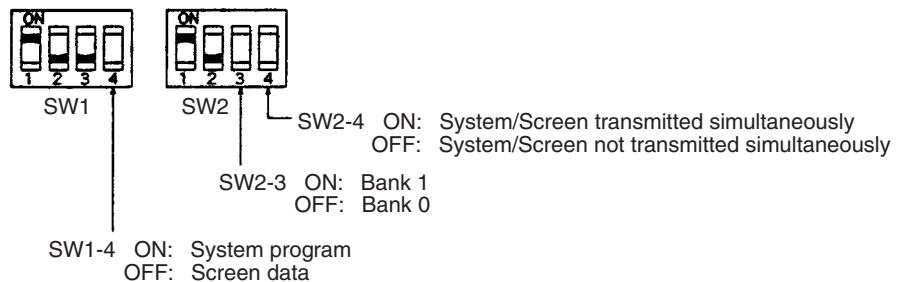 ON ON
1 2 3 4 1 2 3 4
SW1 SW2
SW2-4 ON: System/Screen transmitted simultaneously
OFF: System/Screen not transmitted simultaneously
SW2-3 ON: Bank 1
OFF: Bank 0
SW1-4 ON: System program
OFF: Screen data